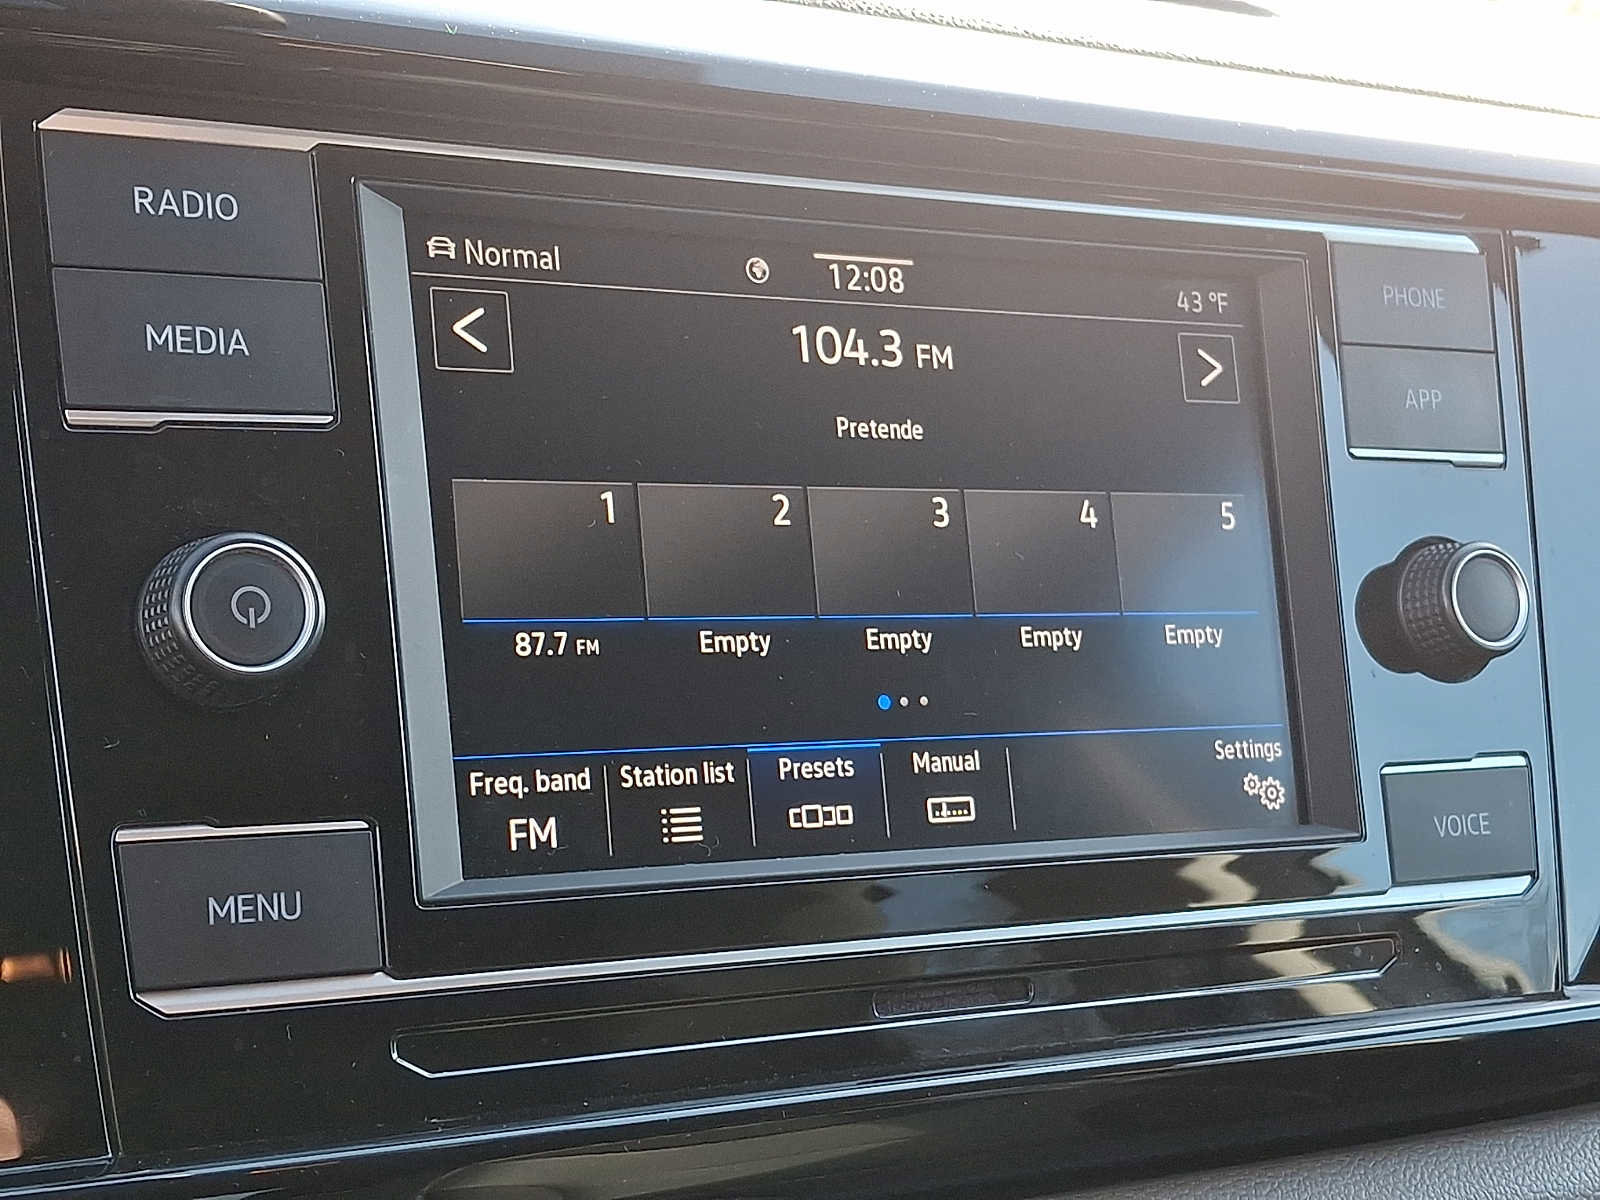 RADIO
MEDIA
MENU
Normal
12:08
43 °F
<
104.3 FM
>
Pretende
1 2 3 4 5
87.7 FM Empty Empty Empty Empty
Freq. band Station list Presets Manual Settings
FM
PHONE
APP
VOICE